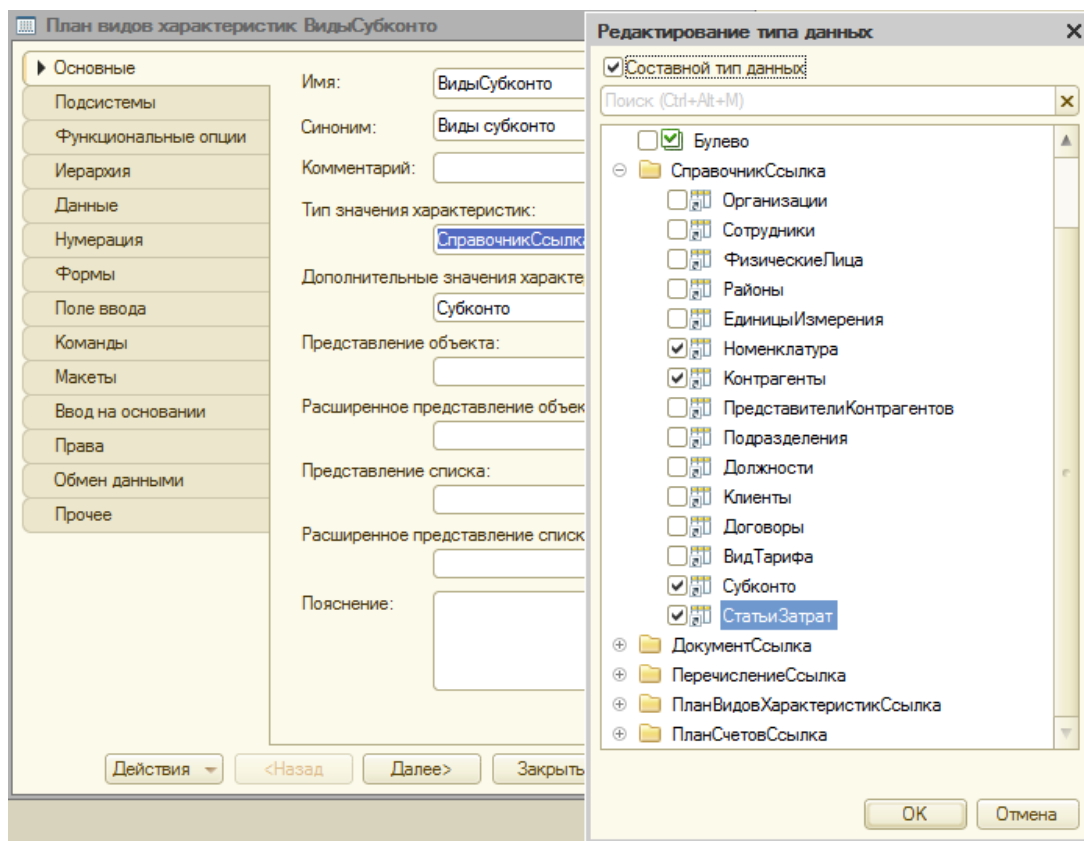 План видов характеристик ВидыСубконто
Основные
Подсистемы
Функциональные опции
Иерархия
Данные
Нумерация
Формы
Поле ввода
Команды
Макеты
Ввод на основании
Права
Обмен данными
Прочее
Имя:
ВидыСубконто
Синоним:
Виды субконто
Комментарий:
Тип значения характеристик:
СправочникСсылка
Дополнительные значения характе
Субконто
Представление объекта:
Расширенное представление объек
Представление списка:
Расширенное представление списк
Пояснение:
Действия
<Назад
Далее>
Закрыть
Редактирование типа данных
Составной тип данных
Поиск (Ctrl+Alt+M)
Булево
СправочникСсылка
Организации
Сотрудники
ФизическиеЛица
Районы
ЕдиницыИзмерения
Номенклатура
Контрагенты
ПредставителиКонтрагентов
Подразделения
Должности
Клиенты
Договоры
ВидТарифа
Субконто
СтатьиЗатрат
ДокументСсылка
ПеречислениеСсылка
ПланВидовХарактеристикСсылка
ПланСчетовСсылка
ОК
Отмена